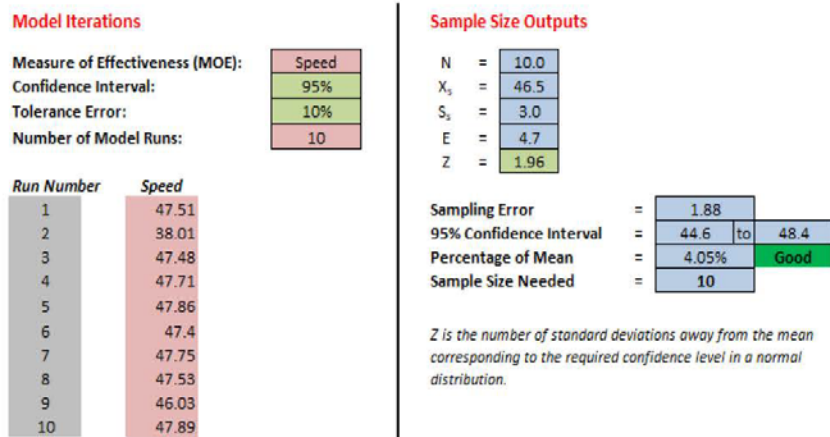 Model Iterations
Measure of Effectiveness (MOE): Speed
Confidence Interval: 95%
Tolerance Error: 10%
Number of Model Runs: 10
Run Number Speed
1 47.51
2 38.01
3 47.48
4 47.71
5 47.86
6 47.4
7 47.75
8 47.53
9 46.03
10 47.89
Sample Size Outputs
N = 10.0
Xs = 46.5
Ss = 3.0
E = 4.7
Z = 1.96
Sampling Error = 1.88
95% Confidence Interval = 44.6 to 48.4
Percentage of Mean = 4.05% Good
Sample Size Needed = 10
Z is the number of standard deviations away from the mean
corresponding to the required confidence level in a normal
distribution.